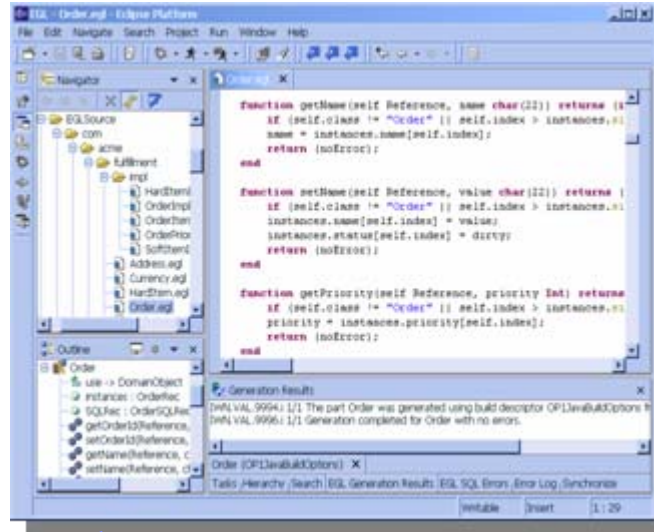 EGL - Order.egl - Eclipse Platform
File Edit Navigate Search Project Run Window Help
Navigator
EGLSource
com
acme
fulfillment
impl
HardItemI
OrderImpl
OrderItem
OrderPrior
SoftItemI
Address.egl
Currency.egl
HardItem.egl
Order.egl
Outline
Order
use -> DomainObject
instances : OrderRec
SQLRec : OrderSQLRec
getOrderId(Reference,
setOrderId(Reference,
getName(Reference, c
setName(Reference, c
Order.egl
function getName(self Reference, name char(22)) returns (i
if (self.class != "Order" || self.index > instances.si
name = instances.name[self.index];
return (noError);
end
function setName(self Reference, value char(22)) returns (
if (self.class != "Order" || self.index > instances.si
instances.name[self.index] = value;
instances.status[self.index] = dirty;
return (noError);
end
function getPriority(self Reference, priority Int) returns
if (self.class != "Order" || self.index > instances.si
priority = instances.priority[self.index];
return (noError);
end
Generation Results
IWN.VAL.9994.i 1/1 The part Order was generated using build descriptor OP1JavaBuildOptions fr
IWN.VAL.9996.i 1/1 Generation completed for Order with no errors.
Order (OP1JavaBuildOptions)
Tasks Hierarchy Search EGL Generation Results EGL SQL Errors Error Log Synchronize
Writable Insert 1 : 29